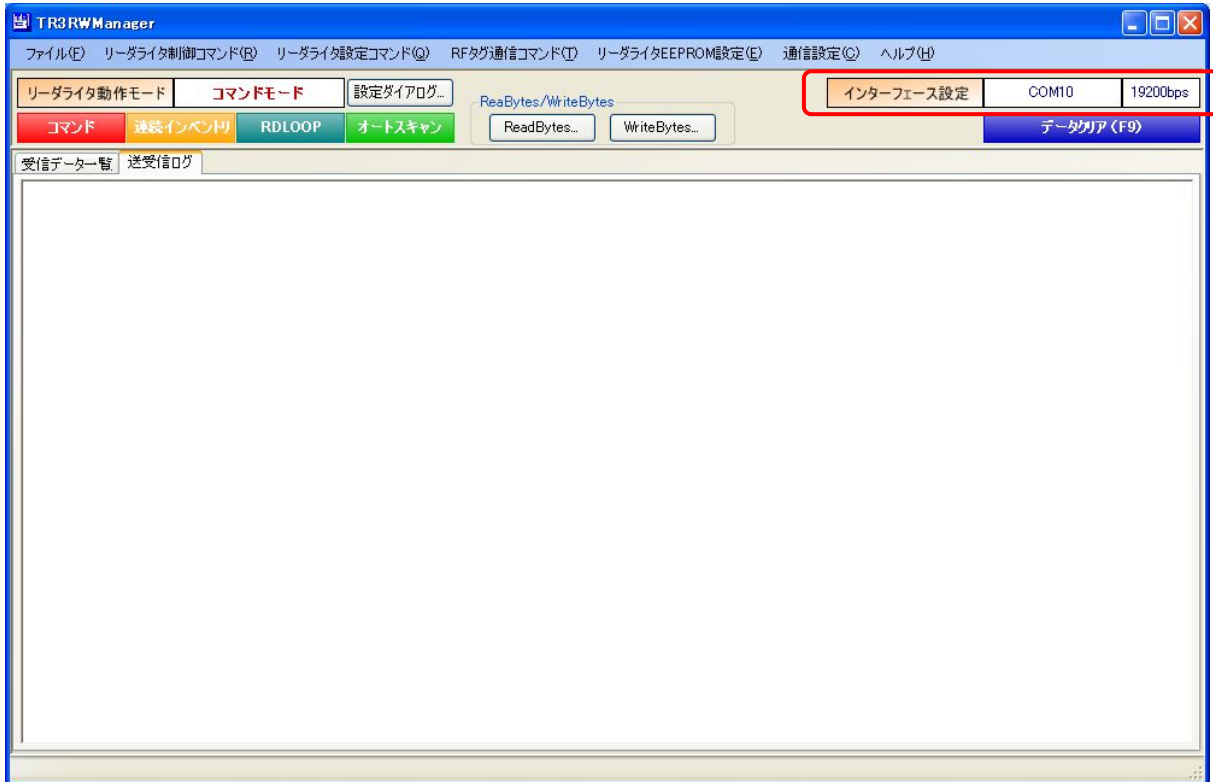 TR3RWManager
ファイル(F) リーダライタ制御コマンド(R) リーダライタ設定コマンド(Q) RFタグ通信コマンド(T) リーダライタEEPROM設定(E) 通信設定(C) ヘルプ(H)
リーダライタ動作モード コマンドモード 設定ダイアログ... インターフェース設定 COM10 19200bps
ReaBytes/WriteBytes
コマンド 連続インベントリ RDLOOP オートスキャン ReadBytes... WriteBytes... データクリア(F9)
受信データ一覧 送受信ログ